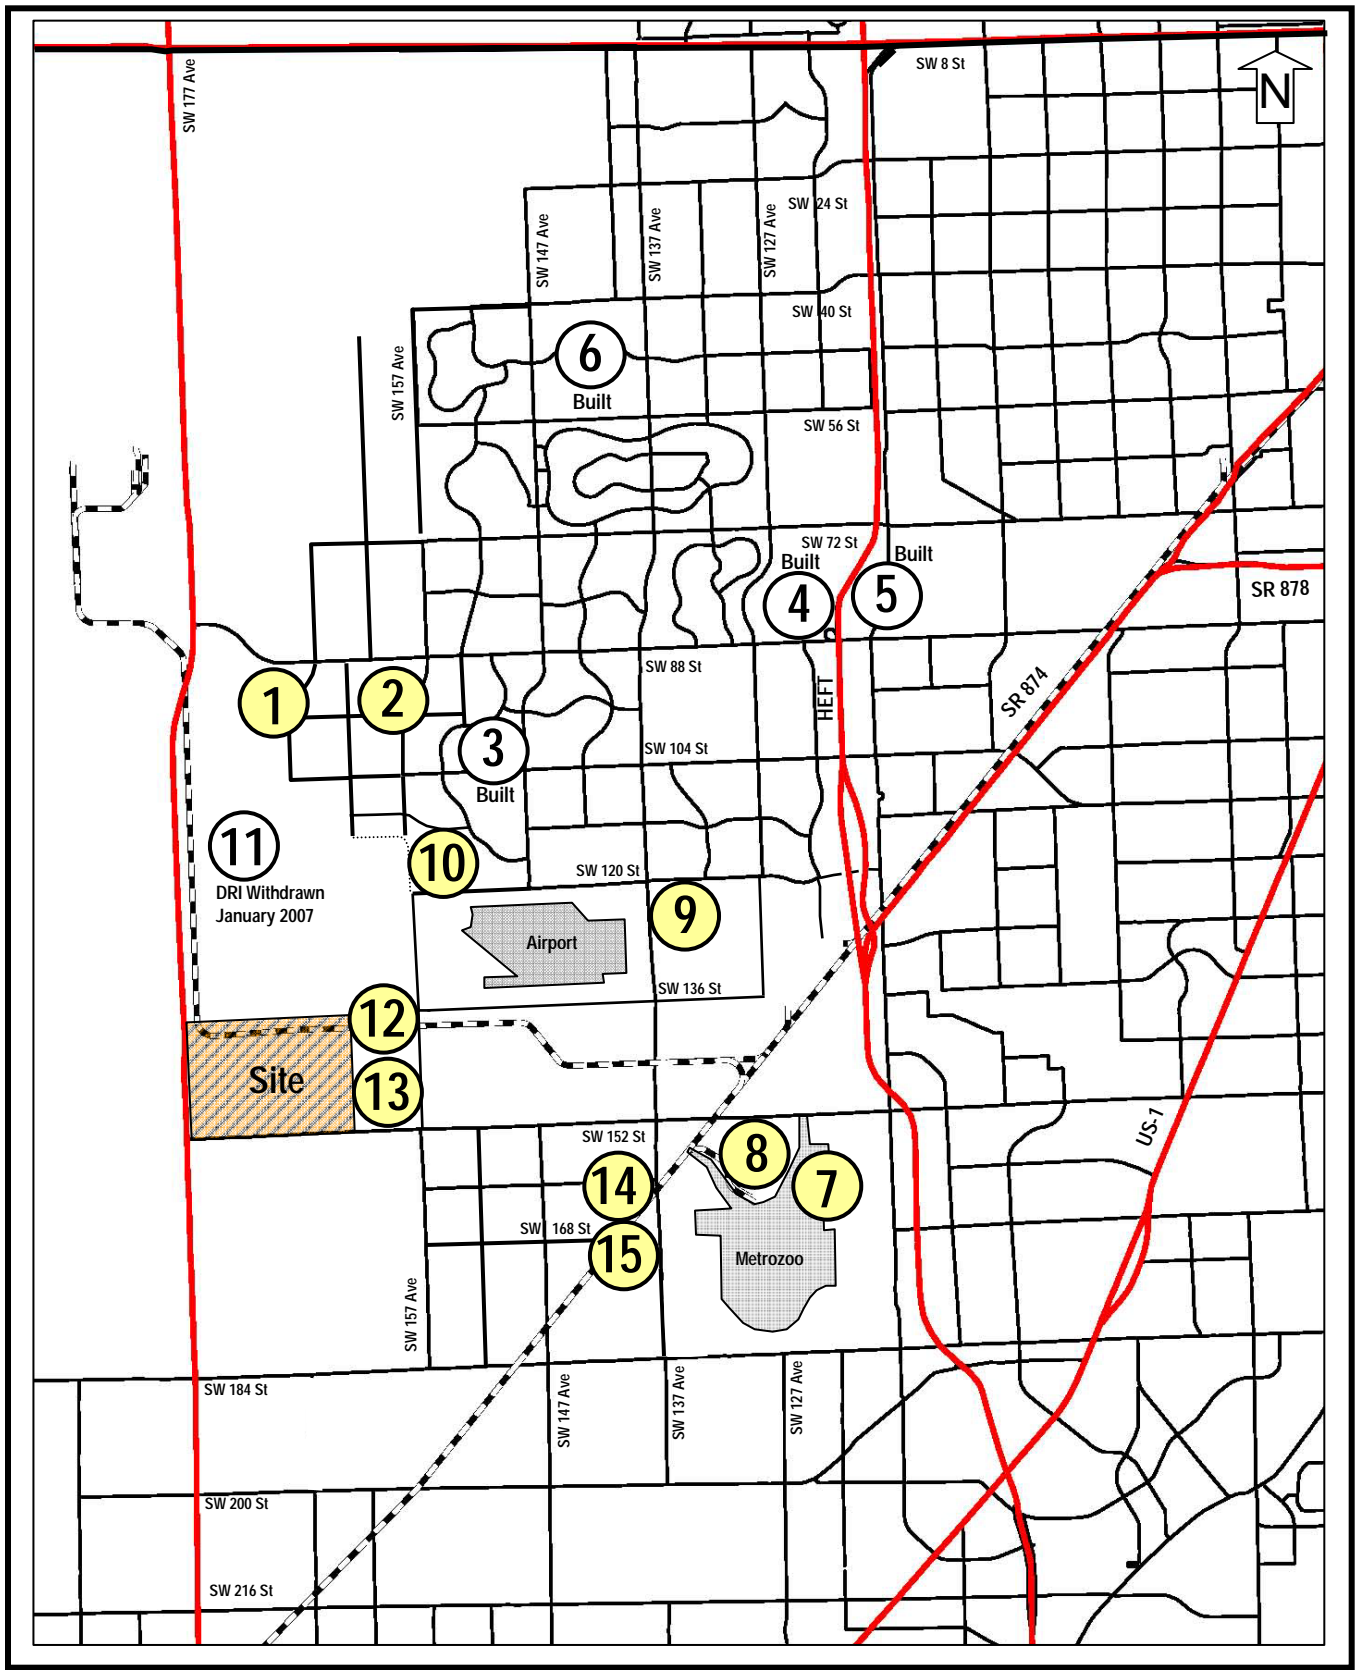 SW 8 St
N
SW 177 Ave
SW 24 St
SW 147 Ave
SW 137 Ave
SW 127 Ave
SW 40 St
6
Built
SW 157 Ave
SW 56 St
SW 72 St
Built
4
Built
5
SR 878
SW 88 St
SR 874
HEFT
1
2
3
Built
SW 104 St
11
DRI Withdrawn
January 2007
10
SW 120 St
9
Airport
SW 136 St
12
Site
13
US-1
SW 152 St
8
14
7
SW 168 St
15
Metrozoo
SW 157 Ave
SW 184 St
SW 147 Ave
SW 137 Ave
SW 127 Ave
SW 200 St
SW 216 St